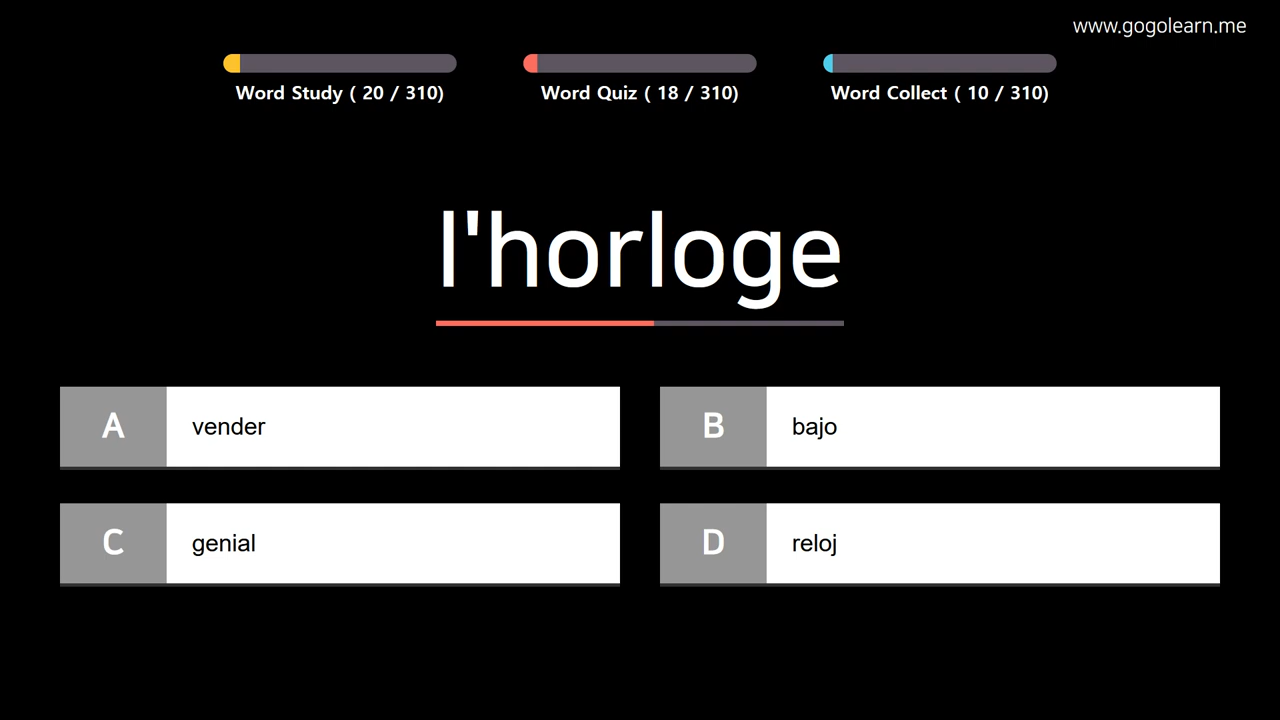 www.gogolearn.me
Word Study ( 20 / 310)
Word Quiz ( 18 / 310)
Word Collect ( 10 / 310)
l'horloge
A vender
B bajo
C genial
D reloj